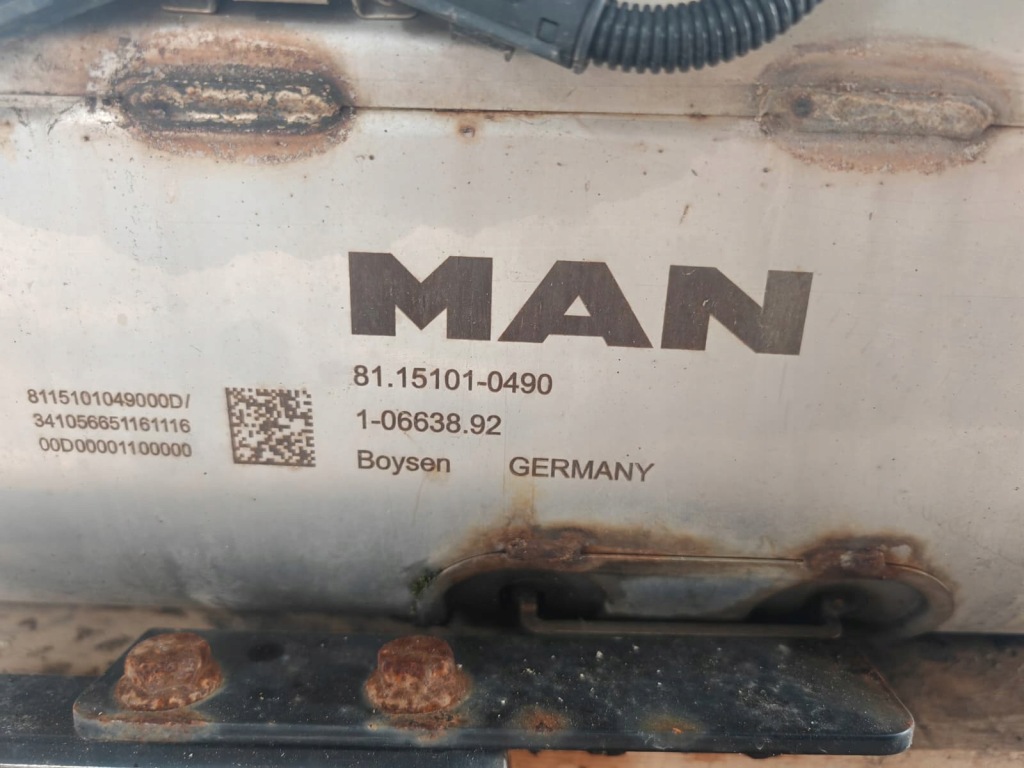 MAN
81.15101-0490
1-06638.92
Boysen GERMANY
8115101049000D/
341056651161116
00D00001100000